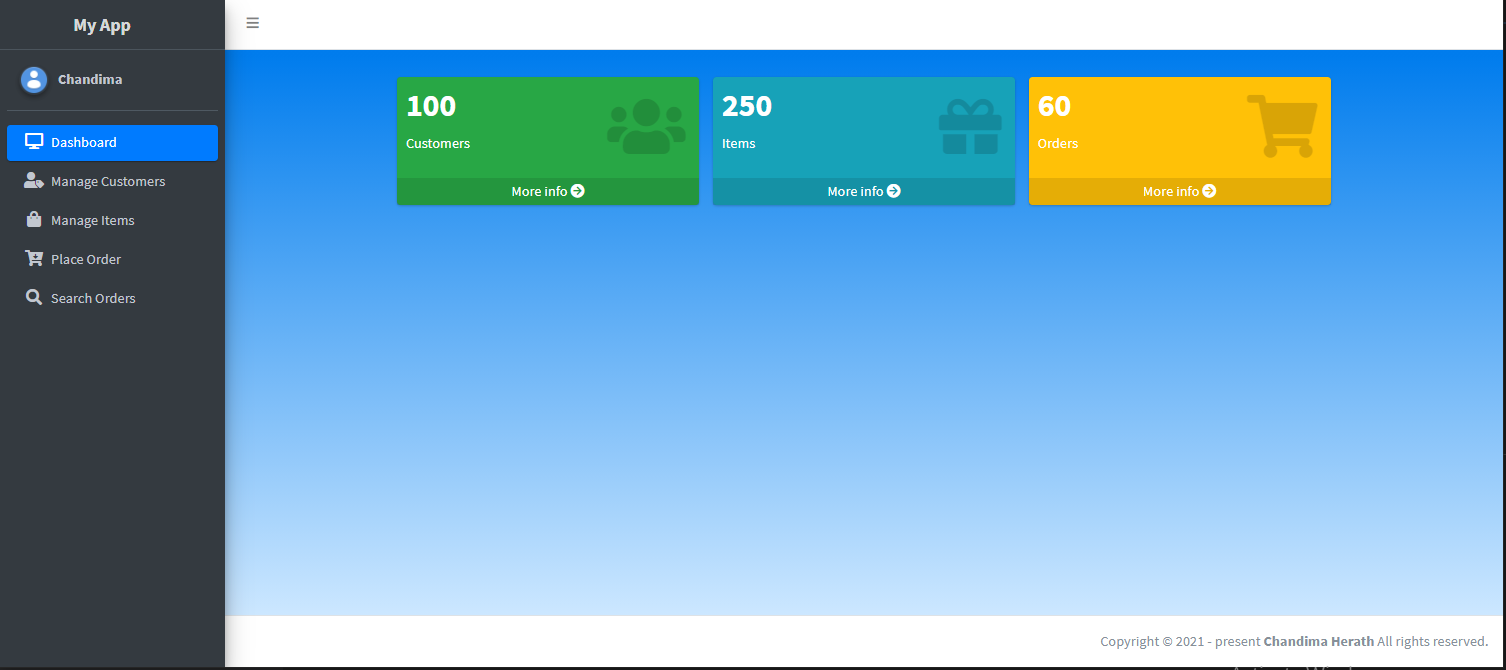 My App
Chandima
Dashboard
Manage Customers
Manage Items
Place Order
Search Orders
100
Customers
More info
250
Items
More info
60
Orders
More info
Copyright © 2021 - present Chandima Herath All rights reserved.